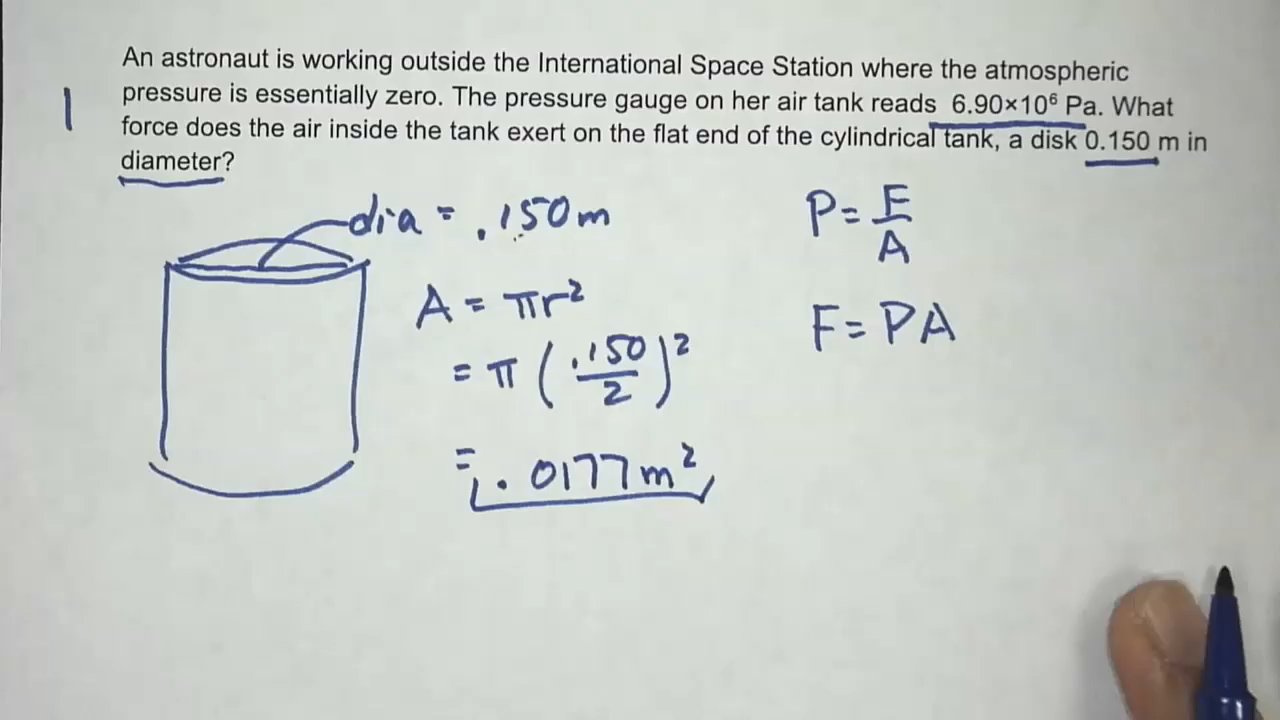 An astronaut is working outside the International Space Station where the atmospheric
1
pressure is essentially zero. The pressure gauge on her air tank reads 6.90×10⁶ Pa. What
force does the air inside the tank exert on the flat end of the cylindrical tank, a disk 0.150 m in
diameter?
dia = .150m
P = F/A
A = πr²
F = PA
= π (.150/2)²
= .0177m²